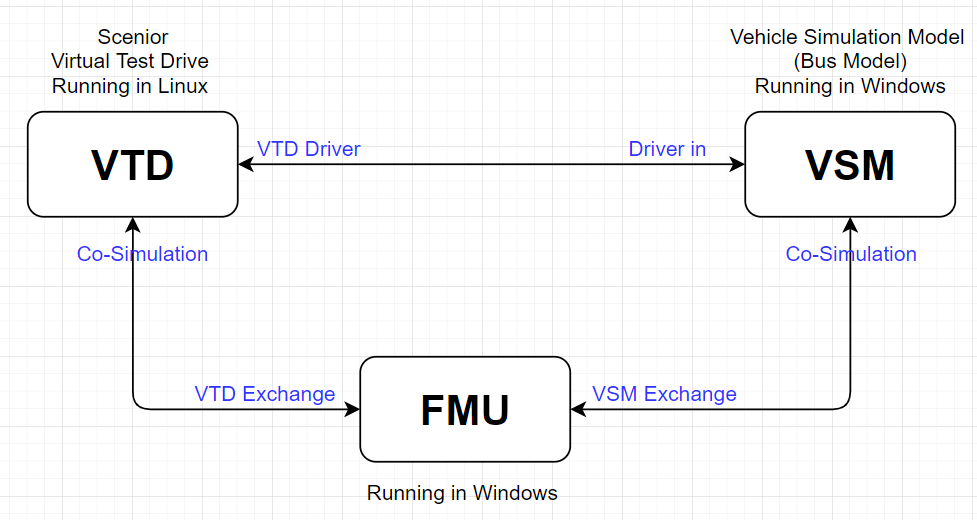 Scenior
Virtual Test Drive
Running in Linux
Vehicle Simulation Model
(Bus Model)
Running in Windows
VTD
VTD Driver
Driver in
VSM
Co-Simulation
Co-Simulation
VTD Exchange
FMU
VSM Exchange
Running in Windows